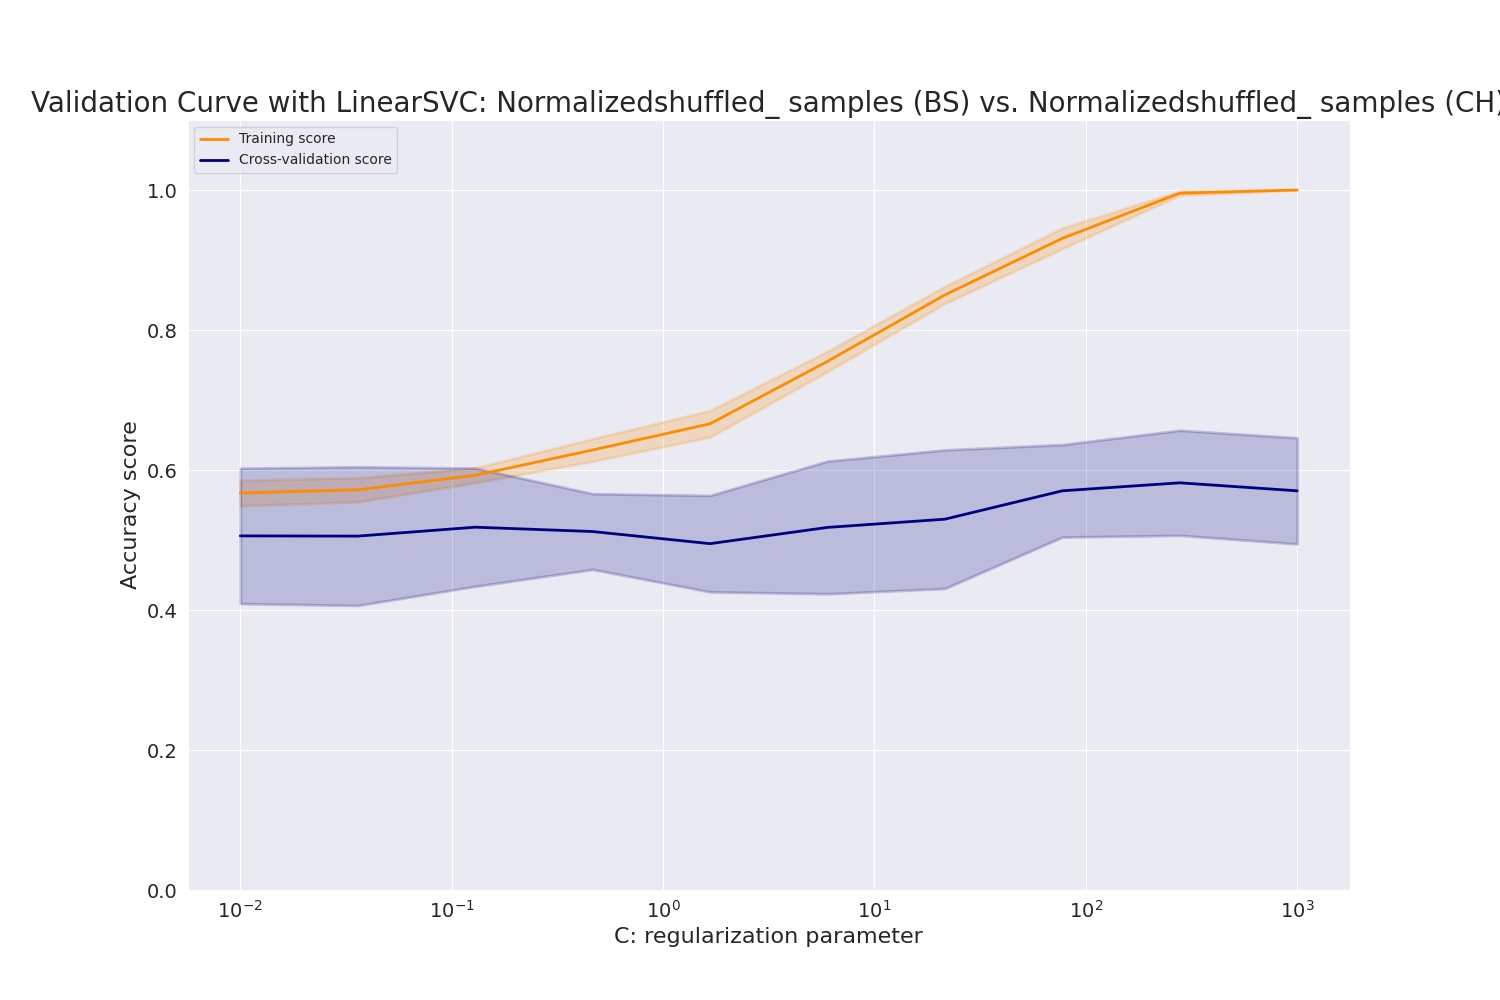 Validation Curve with LinearSVC: Normalizedshuffled_ samples (BS) vs. Normalizedshuffled_ samples (CH)
Training score
Cross-validation score
1.0
0.8
0.6
0.4
0.2
0.0
Accuracy score
10⁻² 10⁻¹ 10⁰ 10¹ 10² 10³
C: regularization parameter